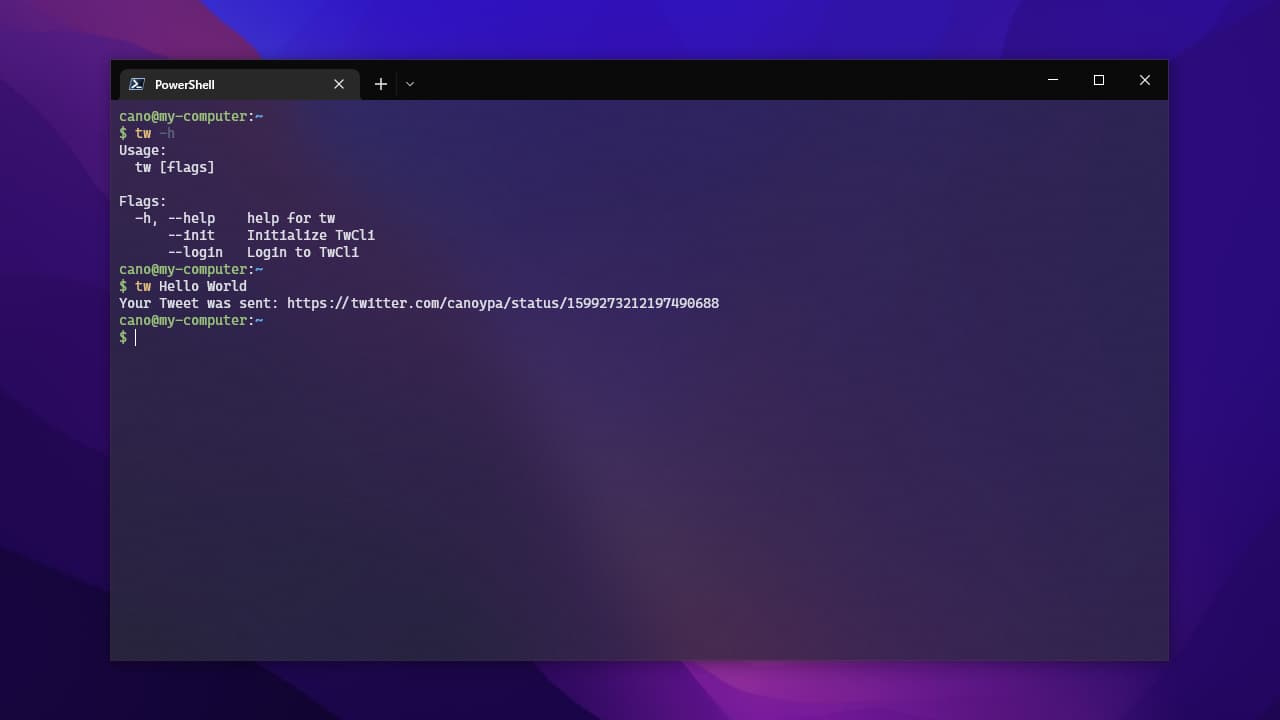 PowerShell
cano@my-computer:~
$ tw -h
Usage:
  tw [flags]

Flags:
  -h, --help    help for tw
      --init    Initialize TwCli
      --login   Login to TwCli
cano@my-computer:~
$ tw Hello World
Your Tweet was sent: https://twitter.com/canoypa/status/1599273212197490688
cano@my-computer:~
$